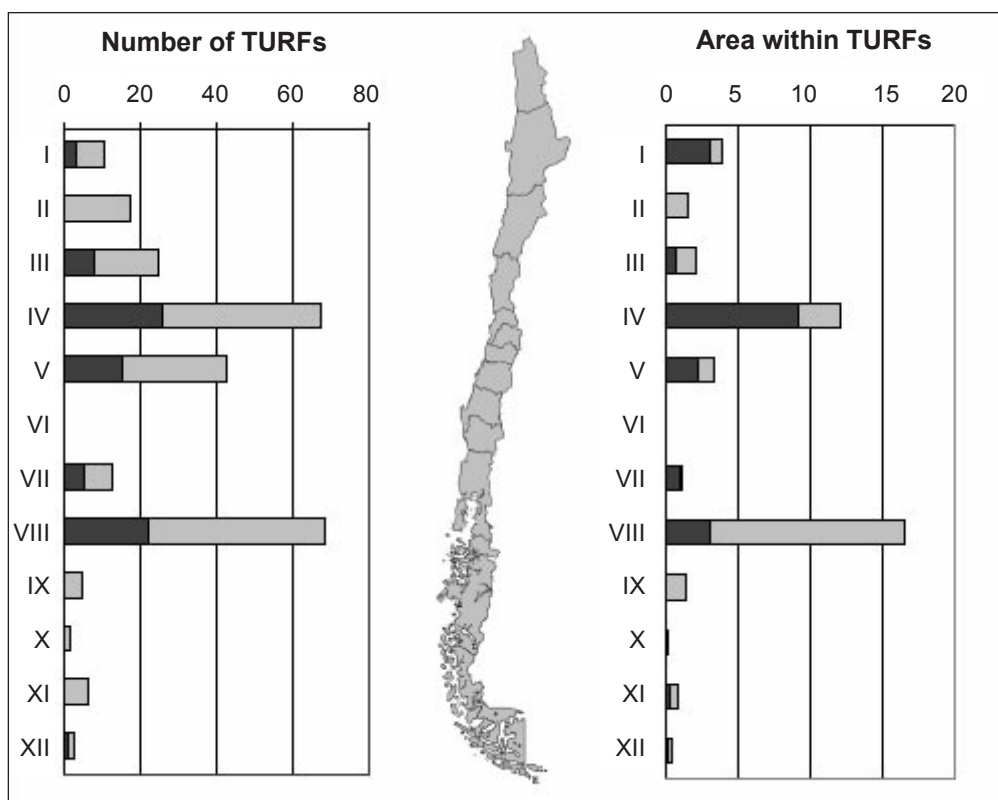 Number of TURFs
0 20 40 60 80
I
II
III
IV
V
VI
VII
VIII
IX
X
XI
XII
Area within TURFs
0 5 10 15 20
I
II
III
IV
V
VI
VII
VIII
IX
X
XI
XII